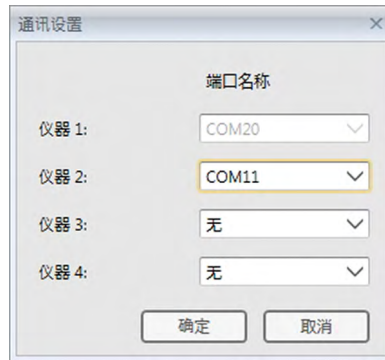 通讯设置
端口名称
仪器 1: COM20
仪器 2: COM11
仪器 3: 无
仪器 4: 无
确定 取消